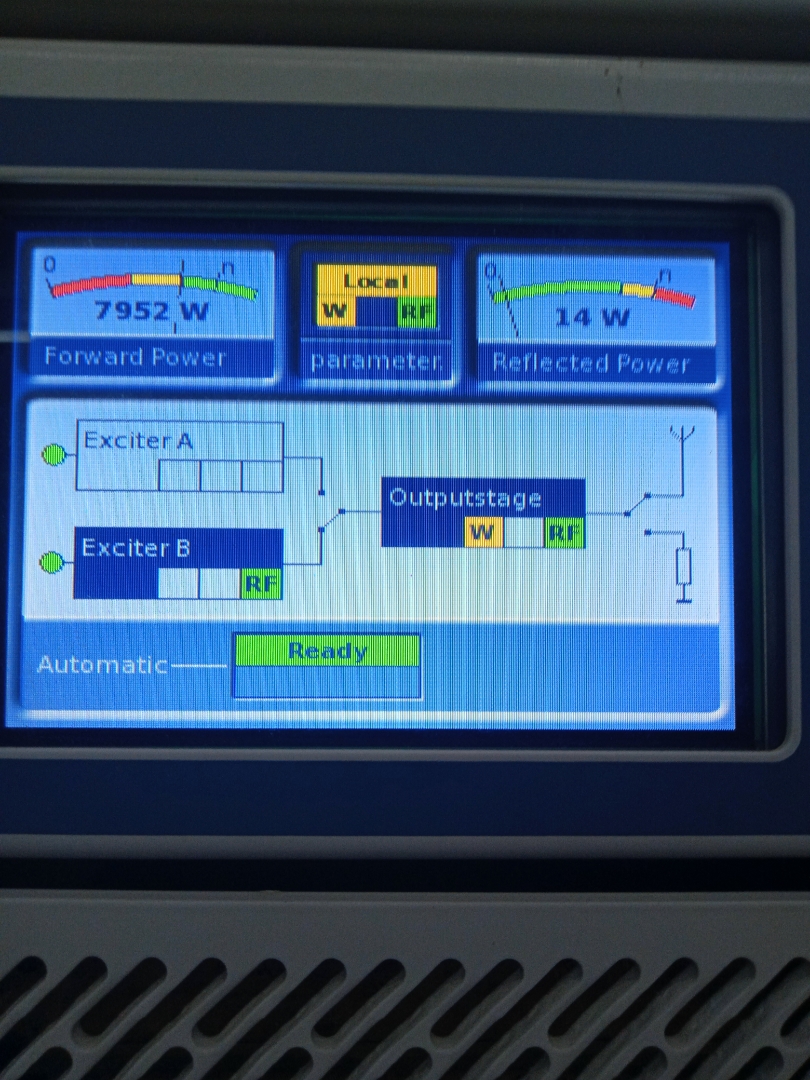 0 n
7952 W
Forward Power
Local
W RF
parameter
0 n
14 W
Reflected Power
Exciter A
Exciter B
RF
Outputstage
W RF
Automatic
Ready